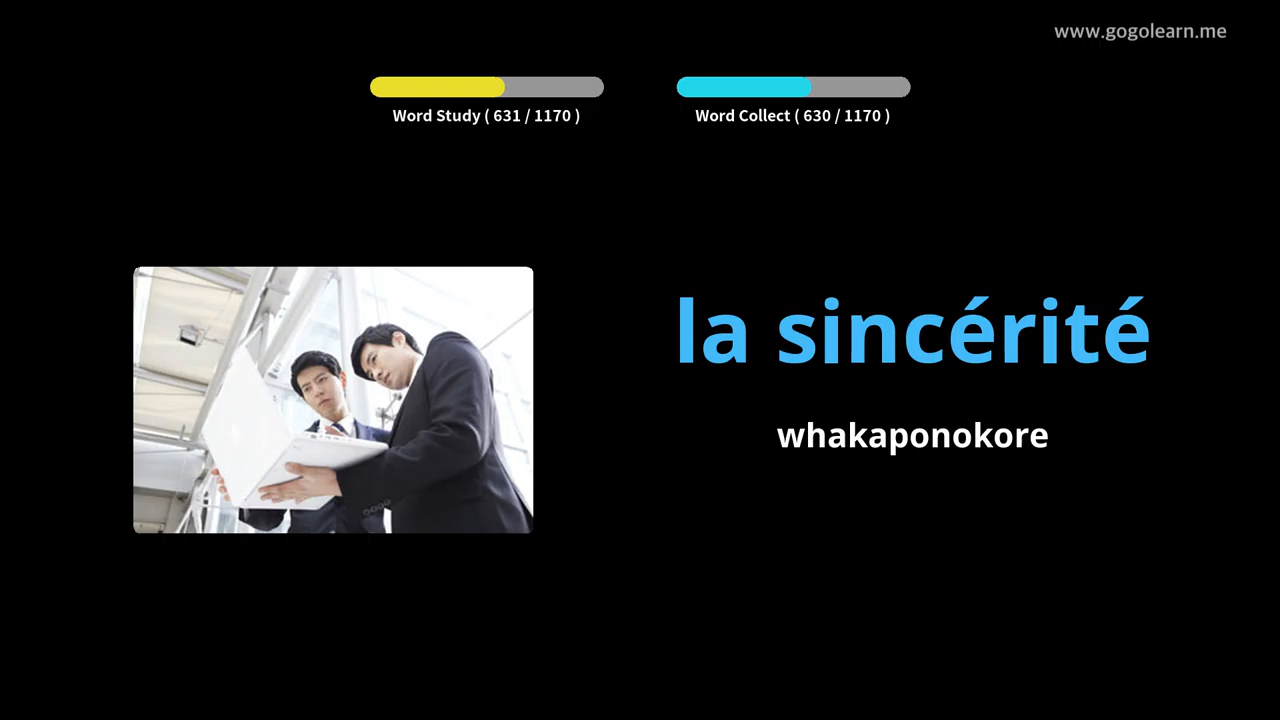 www.gogolearn.me
Word Study ( 631 / 1170 )
Word Collect ( 630 / 1170 )
la sincérité
whakaponokore